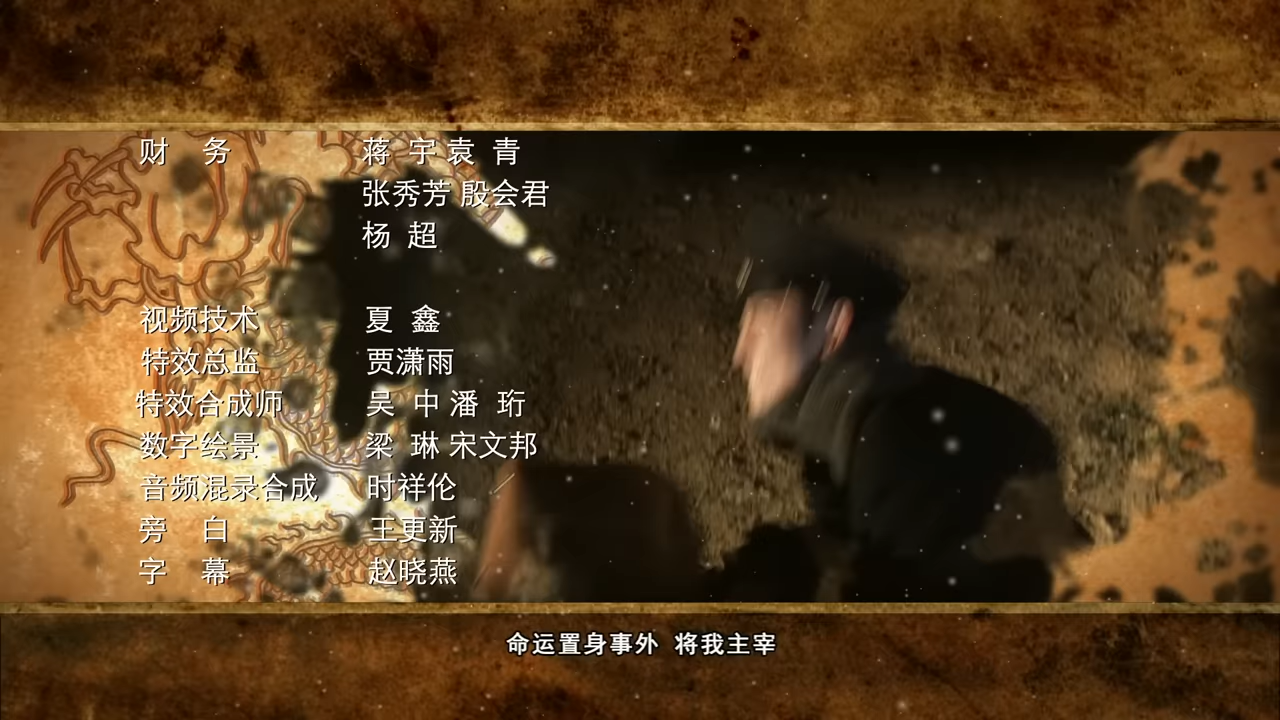 财 务 蒋 宇 袁 青
张秀芳 殷会君
杨 超
视频技术 夏 鑫
特效总监 贾潇雨
特效合成师 吴 中 潘 珩
数字绘景 梁 琳 宋文邦
音频混录合成 时祥伦
旁 白 王更新
字 幕 赵晓燕
命运置身事外 将我主宰